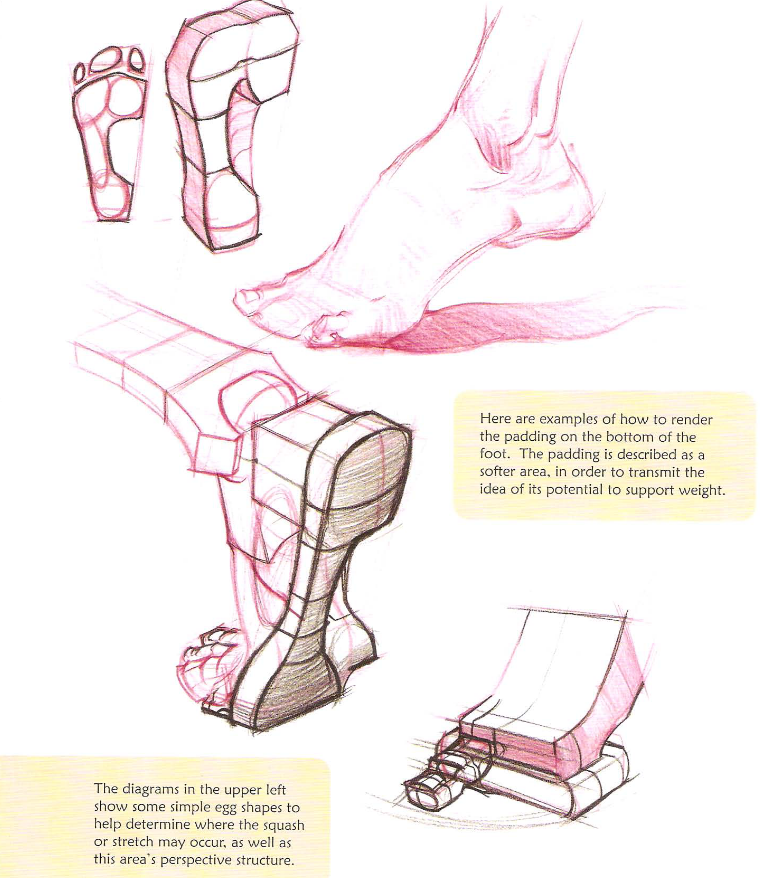 Here are examples of how to render
the padding on the bottom of the
foot. The padding is described as a
softer area, in order to transmit the
idea of its potential to support weight.
The diagrams in the upper left
show some simple egg shapes to
help determine where the squash
or stretch may occur, as well as
this area's perspective structure.